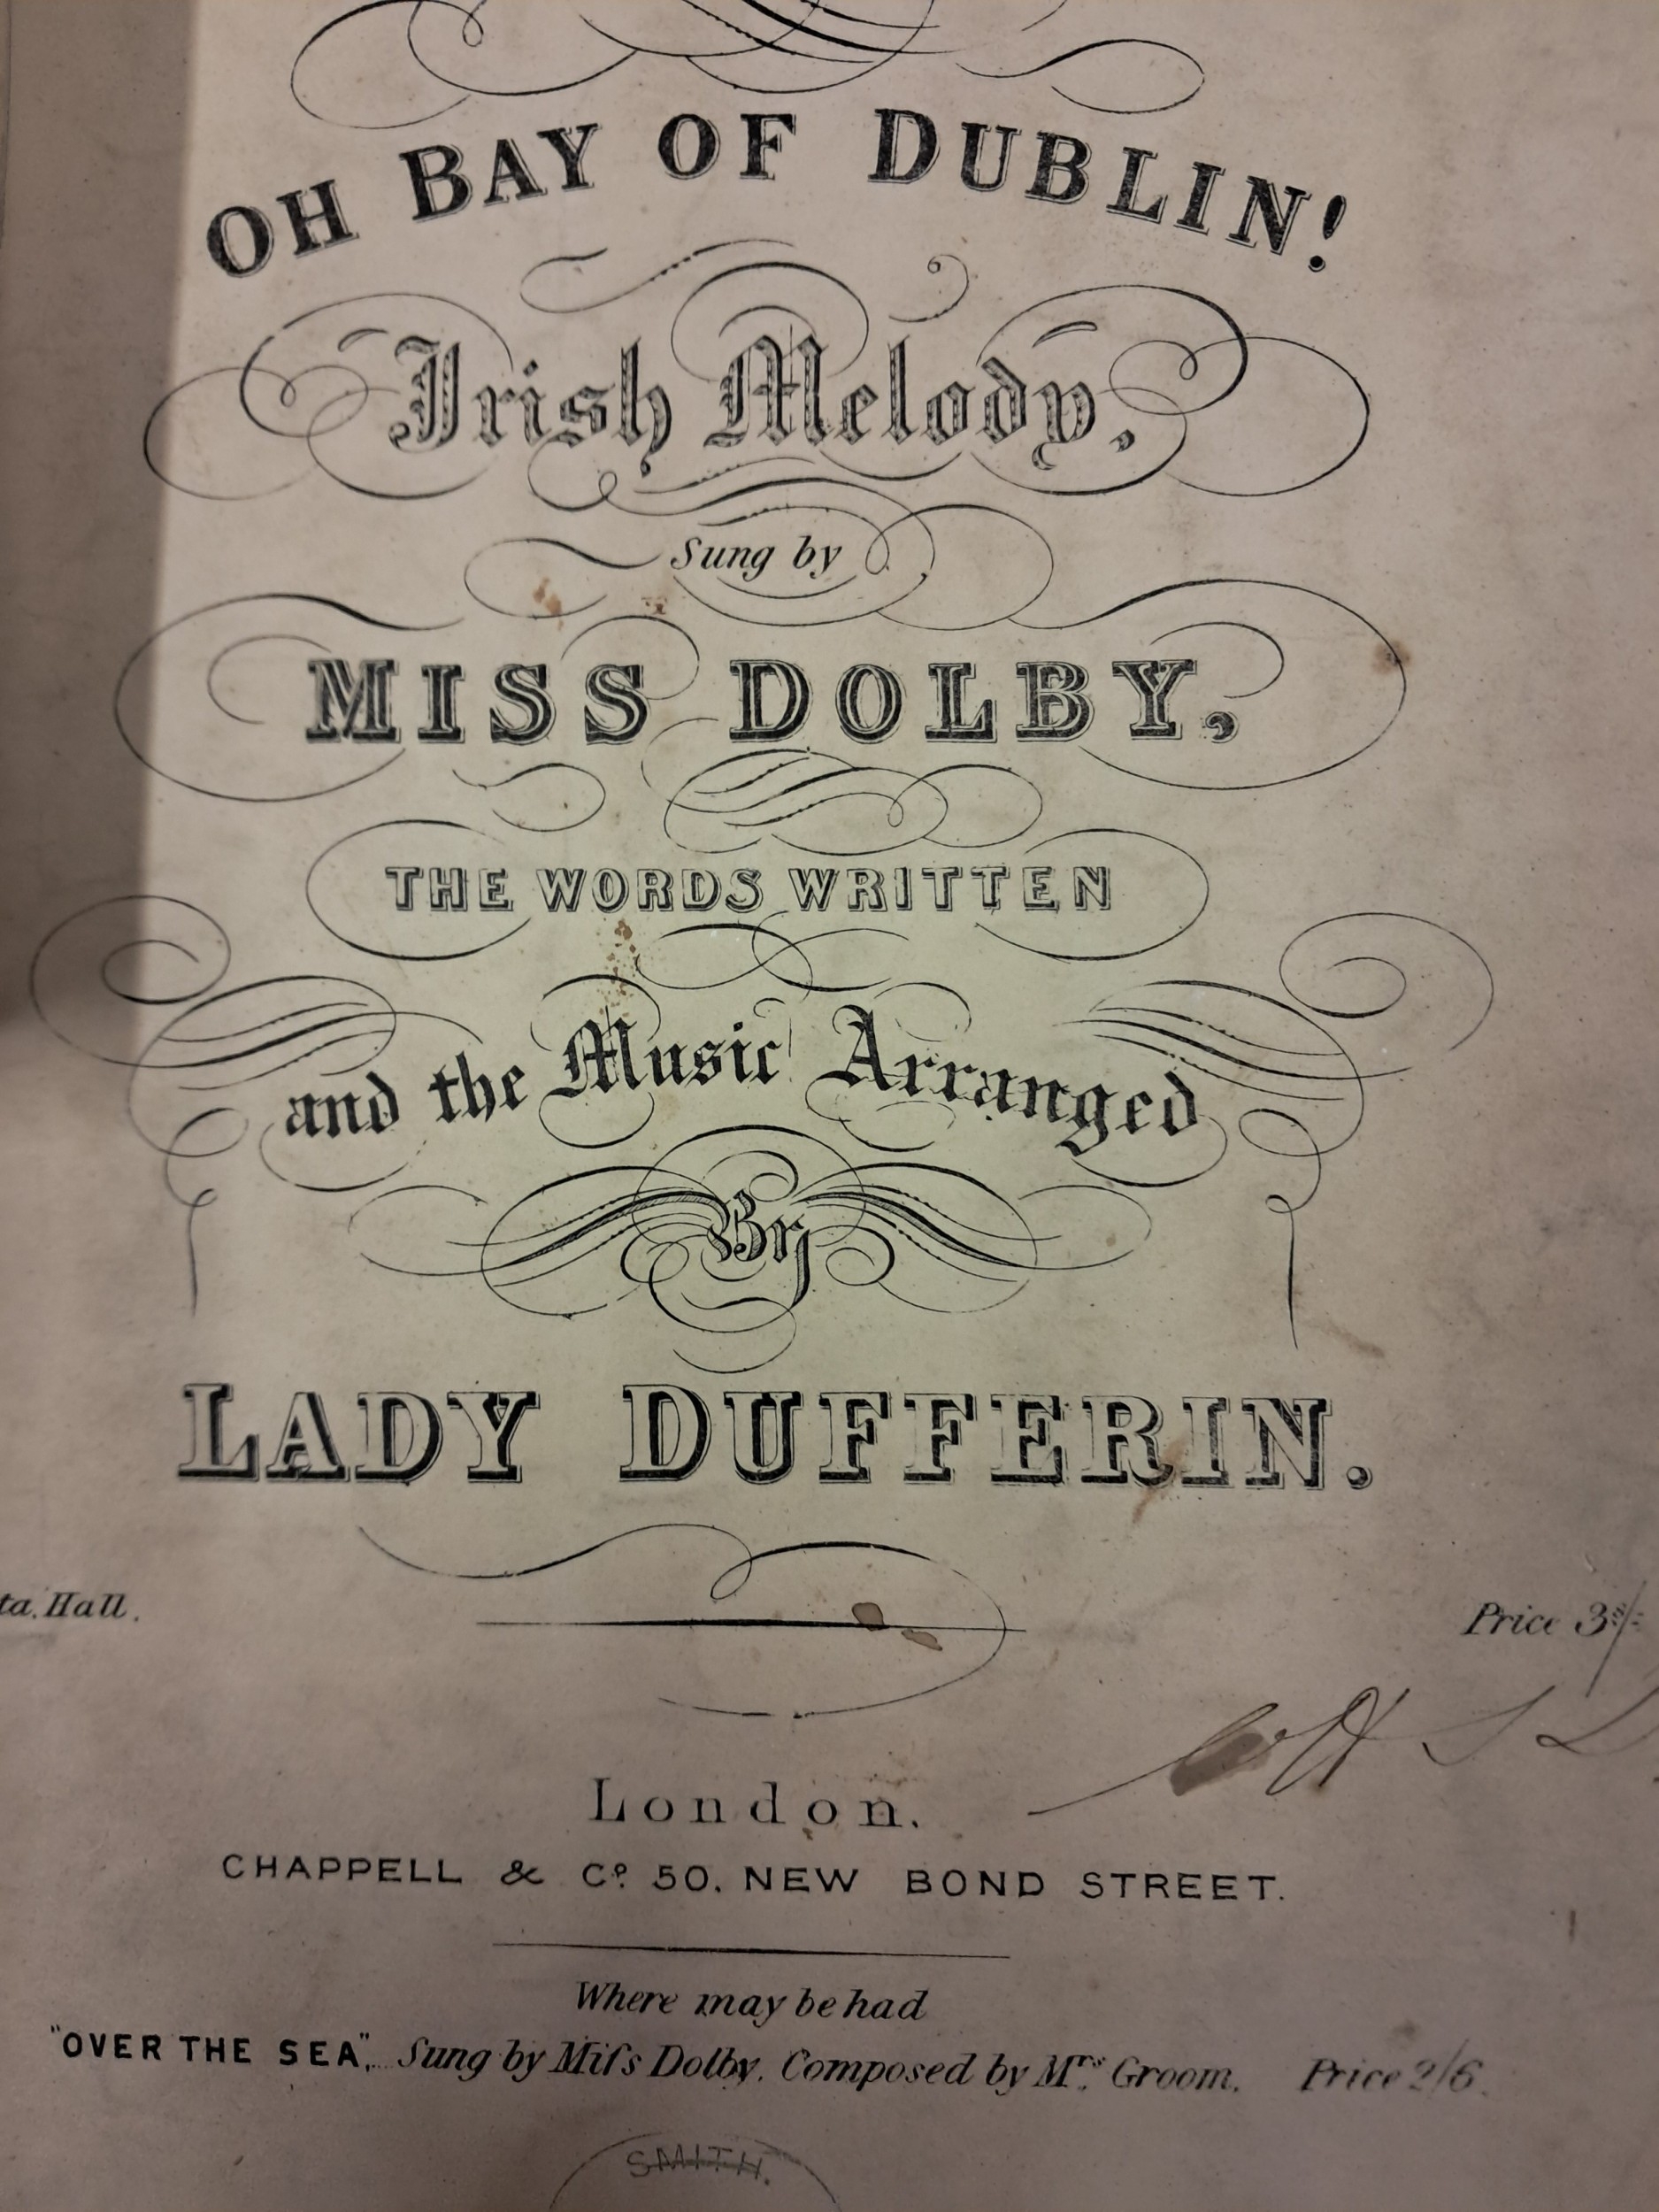 OH BAY OF DUBLIN!
Irish Melody,
Sung by
MISS DOLBY,
THE WORDS WRITTEN
and the Music Arranged
By
LADY DUFFERIN.
ta. Hall.
Price 3s/=
London.
CHAPPELL & Co. 50. NEW BOND STREET.
Where may be had
"OVER THE SEA", Sung by Miſs Dolby. Composed by Mrs. Groom. Price 2/6.
SMITH.